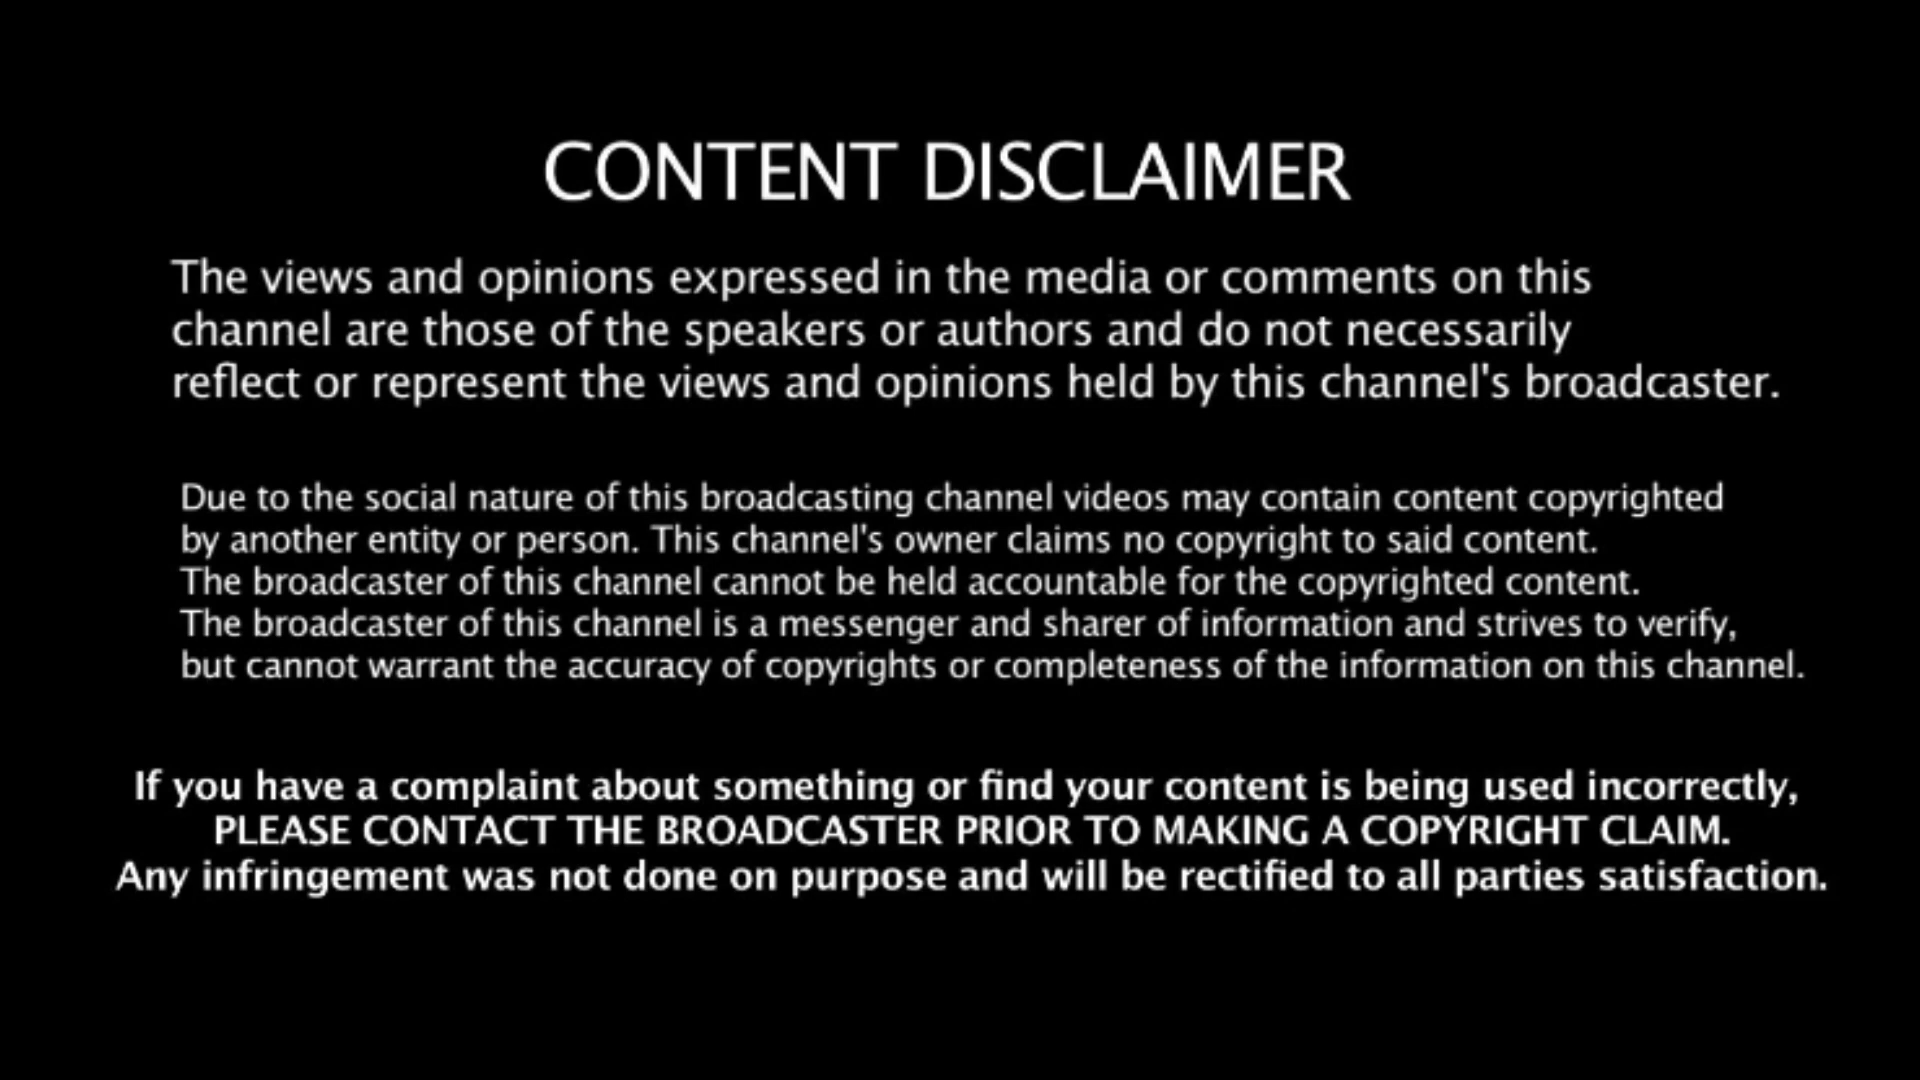 CONTENT DISCLAIMER
The views and opinions expressed in the media or comments on this
channel are those of the speakers or authors and do not necessarily
reflect or represent the views and opinions held by this channel's broadcaster.
Due to the social nature of this broadcasting channel videos may contain content copyrighted
by another entity or person. This channel's owner claims no copyright to said content.
The broadcaster of this channel cannot be held accountable for the copyrighted content.
The broadcaster of this channel is a messenger and sharer of information and strives to verify,
but cannot warrant the accuracy of copyrights or completeness of the information on this channel.
If you have a complaint about something or find your content is being used incorrectly,
PLEASE CONTACT THE BROADCASTER PRIOR TO MAKING A COPYRIGHT CLAIM.
Any infringement was not done on purpose and will be rectified to all parties satisfaction.